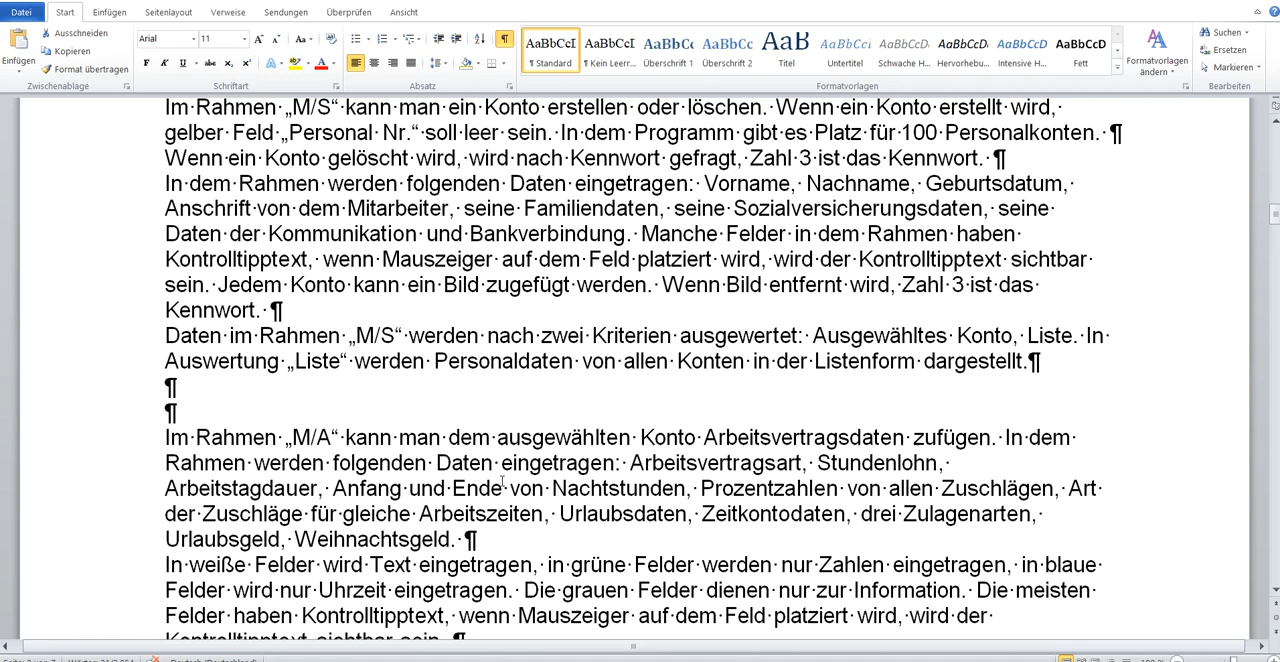 Datei Start Einfügen Seitenlayout Verweise Sendungen Überprüfen Ansicht
Einfügen
Ausschneiden
Kopieren
Format übertragen
Zwischenablage
Arial 11
Schriftart
Absatz
AaBbCcI AaBbCcI AaBbCc AaBbCc AaB AaBbCcI AaBbCcD AaBbCcD AaBbCcD AaBbCcD
¶ Standard ¶ Kein Leerr... Überschrift 1 Überschrift 2 Titel Untertitel Schwache H... Hervorhebu... Intensive H... Fett
Formatvorlagen
Formatvorlagen ändern
Suchen
Ersetzen
Markieren
Bearbeiten
Im Rahmen „M/S“ kann man ein Konto erstellen oder löschen. Wenn ein Konto erstellt wird,
gelber Feld „Personal Nr.“ soll leer sein. In dem Programm gibt es Platz für 100 Personalkonten. ¶
Wenn ein Konto gelöscht wird, wird nach Kennwort gefragt, Zahl 3 ist das Kennwort. ¶
In dem Rahmen werden folgenden Daten eingetragen: Vorname, Nachname, Geburtsdatum,
Anschrift von dem Mitarbeiter, seine Familiendaten, seine Sozialversicherungsdaten, seine
Daten der Kommunikation und Bankverbindung. Manche Felder in dem Rahmen haben
Kontrolltipptext, wenn Mauszeiger auf dem Feld platziert wird, wird der Kontrolltipptext sichtbar
sein. Jedem Konto kann ein Bild zugefügt werden. Wenn Bild entfernt wird, Zahl 3 ist das
Kennwort. ¶
Daten im Rahmen „M/S“ werden nach zwei Kriterien ausgewertet: Ausgewähltes Konto, Liste. In
Auswertung „Liste“ werden Personaldaten von allen Konten in der Listenform dargestellt.¶
¶
¶
Im Rahmen „M/A“ kann man dem ausgewählten Konto Arbeitsvertragsdaten zufügen. In dem
Rahmen werden folgenden Daten eingetragen: Arbeitsvertragsart, Stundenlohn,
Arbeitstagdauer, Anfang und Ende von Nachtstunden, Prozentzahlen von allen Zuschlägen, Art
der Zuschläge für gleiche Arbeitszeiten, Urlaubsdaten, Zeitkontodaten, drei Zulagenarten,
Urlaubsgeld, Weihnachtsgeld. ¶
In weiße Felder wird Text eingetragen, in grüne Felder werden nur Zahlen eingetragen, in blaue
Felder wird nur Uhrzeit eingetragen. Die grauen Felder dienen nur zur Information. Die meisten
Felder haben Kontrolltipptext, wenn Mauszeiger auf dem Feld platziert wird, wird der
Kontrolltipptext sichtbar sein. ¶